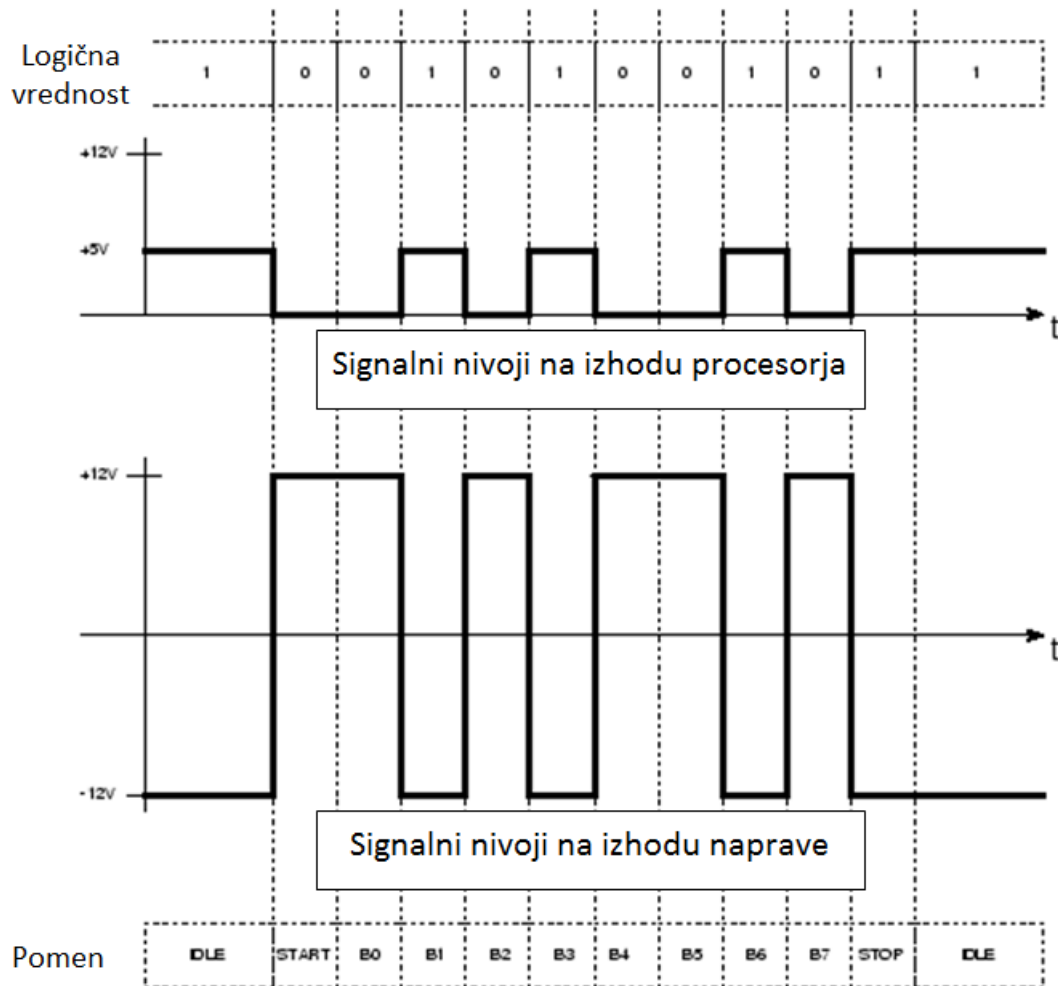 Logična
vrednost
1 0 0 1 0 1 0 0 1 0 1 1
+12V
+5V
t
Signalni nivoji na izhodu procesorja
+12V
t
-12V
Signalni nivoji na izhodu naprave
Pomen
IDLE START B0 B1 B2 B3 B4 B5 B6 B7 STOP IDLE